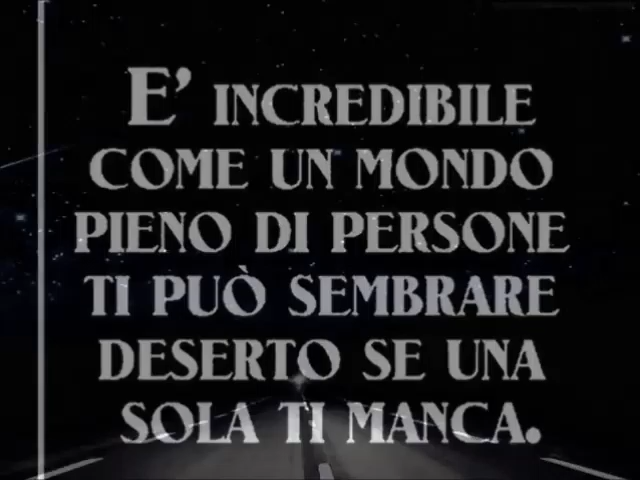 E' INCREDIBILE
COME UN MONDO
PIENO DI PERSONE
TI PUÒ SEMBRARE
DESERTO SE UNA
SOLA TI MANCA.